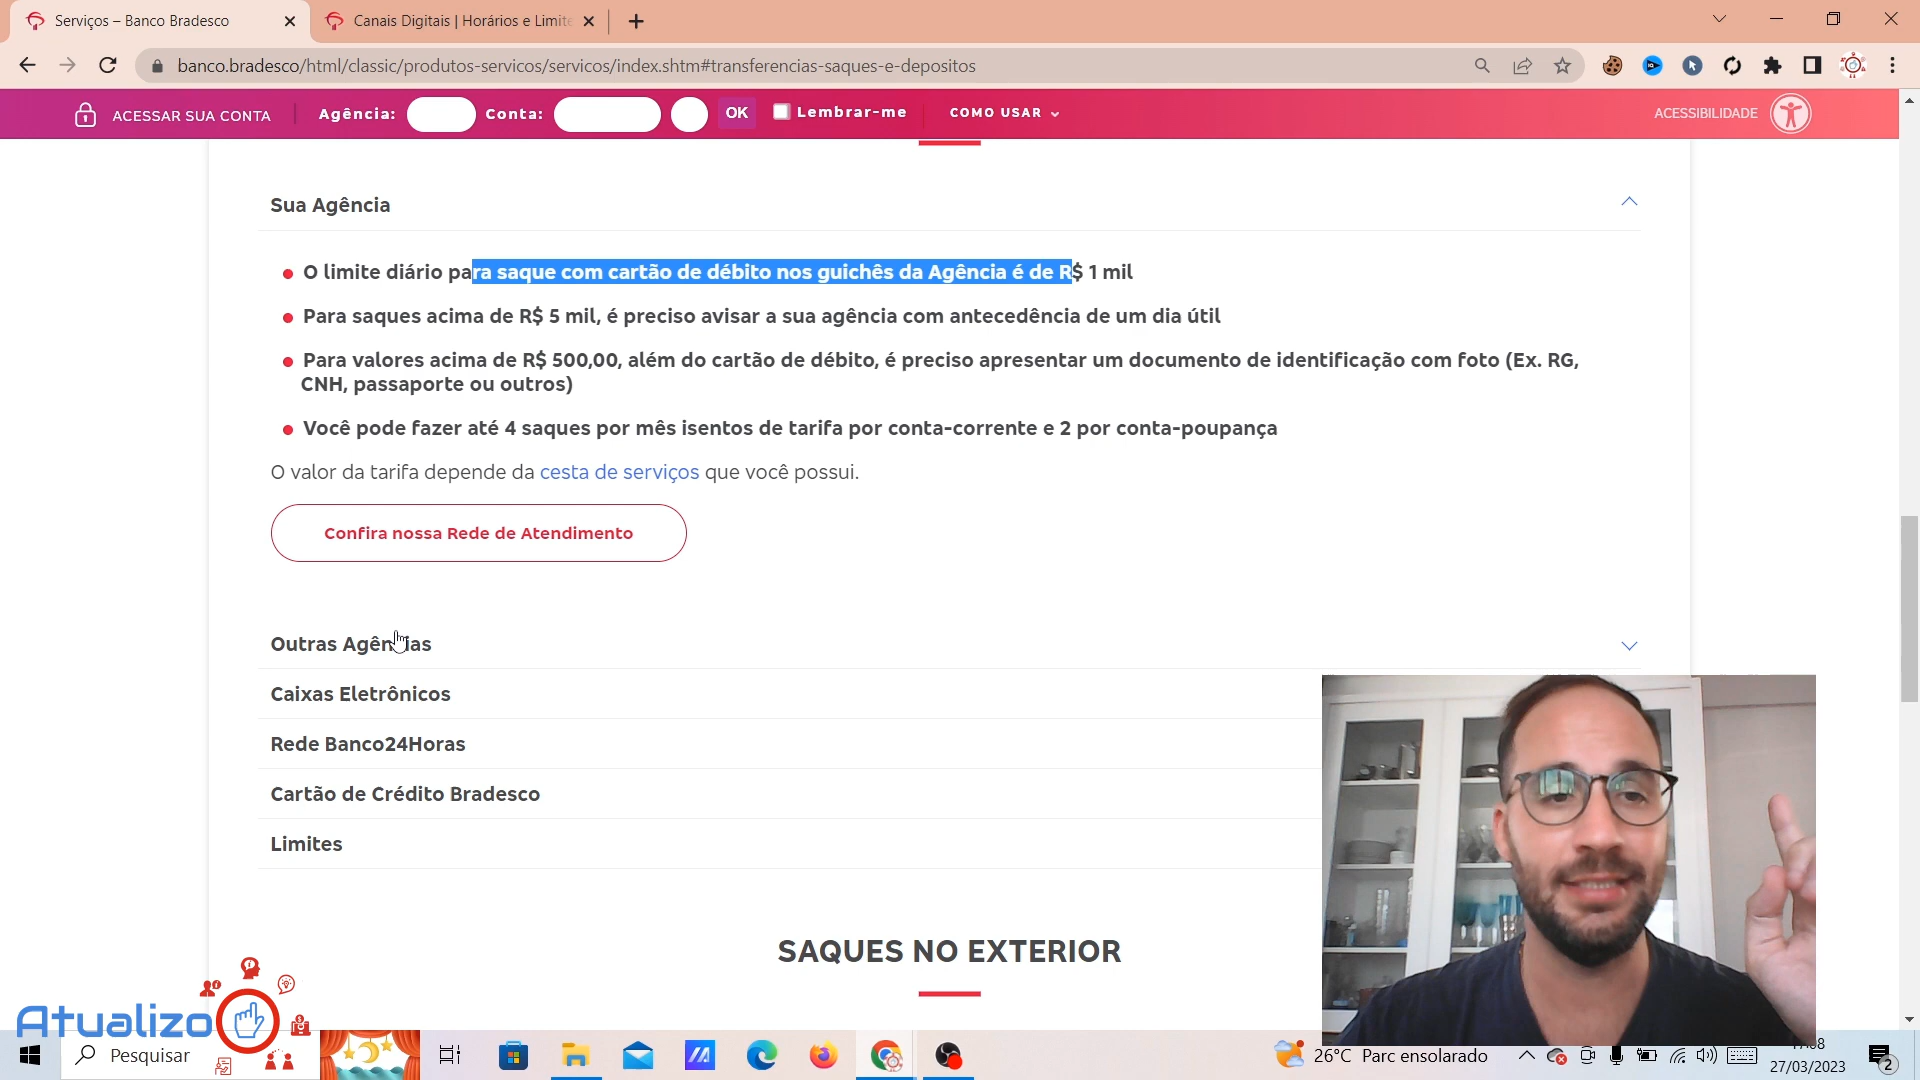 Serviços – Banco Bradesco
Canais Digitais | Horários e Limite
banco.bradesco/html/classic/produtos-servicos/servicos/index.shtm#transferencias-saques-e-depositos
ACESSAR SUA CONTA
Agência:
Conta:
OK
Lembrar-me
COMO USAR
ACESSIBILIDADE
Sua Agência
O limite diário para saque com cartão de débito nos guichês da Agência é de R$ 1 mil
Para saques acima de R$ 5 mil, é preciso avisar a sua agência com antecedência de um dia útil
Para valores acima de R$ 500,00, além do cartão de débito, é preciso apresentar um documento de identificação com foto (Ex. RG,
CNH, passaporte ou outros)
Você pode fazer até 4 saques por mês isentos de tarifa por conta-corrente e 2 por conta-poupança
O valor da tarifa depende da cesta de serviços que você possui.
Confira nossa Rede de Atendimento
Outras Agências
Caixas Eletrônicos
Rede Banco24Horas
Cartão de Crédito Bradesco
Limites
SAQUES NO EXTERIOR
Atualizo
Pesquisar
26°C Parc ensolarado
27/03/2023
2